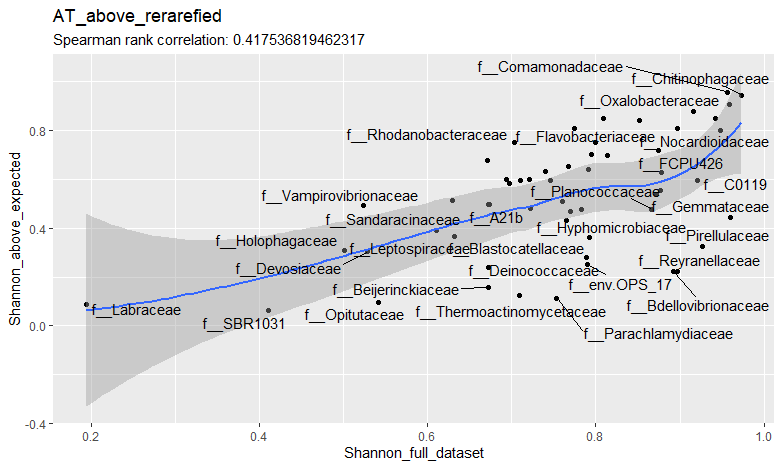 AT_above_rerarefied
Spearman rank correlation: 0.417536819462317
f__Comamonadaceae
f__Chitinophagaceae
f__Oxalobacteraceae
f__Rhodanobacteraceae
f__Flavobacteriaceae
f__Nocardioidaceae
f__FCPU426
f__C0119
f__Vampirovibrionaceae
f__Planococcaceae
f__Gemmataceae
f__Sandaracinaceae
f__A21b
f__Hyphomicrobiaceae
f__Pirellulaceae
f__Holophagaceae
f__Leptospiraceae
f__Blastocatellaceae
f__Reyranellaceae
f__Devosiaceae
f__Deinococcaceae
f__env.OPS_17
f__Beijerinckiaceae
f__Bdellovibrionaceae
f__Labraceae
f__SBR1031
f__Opitutaceae
f__Thermoactinomycetaceae
f__Parachlamydiaceae
Shannon_above_expected
0.8
0.4
0.0
-0.4
0.2
0.4
0.6
0.8
1.0
Shannon_full_dataset